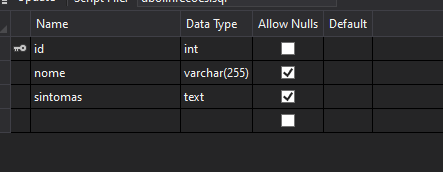 Name Data Type Allow Nulls Default
id int
nome varchar(255)
sintomas text